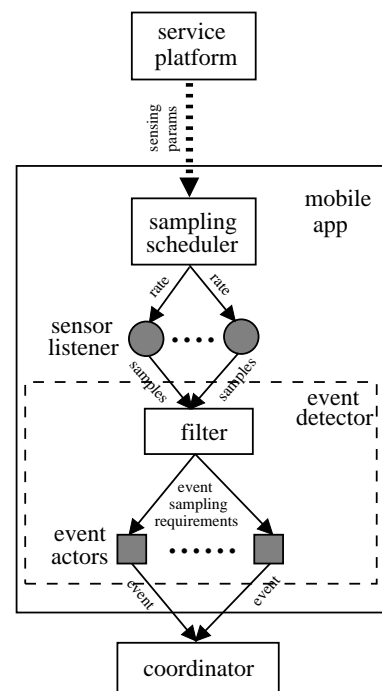 service
platform
sensing
params
mobile
app
sampling
scheduler
rate
rate
sensor
listener
samples
samples
event
detector
filter
event
sampling
requirements
event
actors
event
event
coordinator